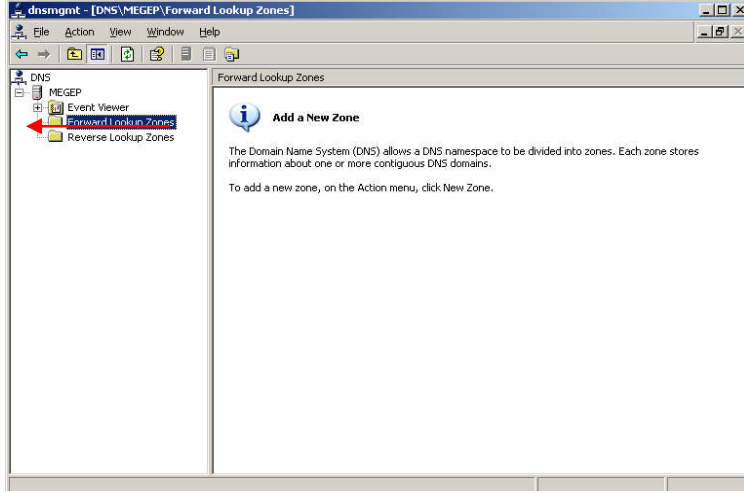 dnsmgmt - [DNS\MEGEP\Forward Lookup Zones]
File Action View Window Help
DNS
MEGEP
Event Viewer
Forward Lookup Zones
Reverse Lookup Zones
Forward Lookup Zones
Add a New Zone
The Domain Name System (DNS) allows a DNS namespace to be divided into zones. Each zone stores
information about one or more contiguous DNS domains.
To add a new zone, on the Action menu, click New Zone.